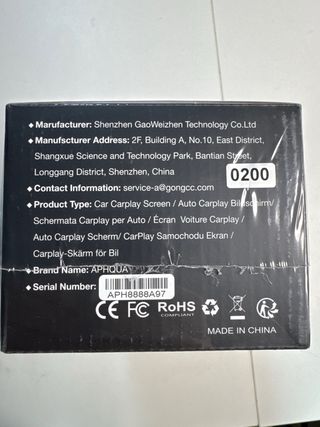 ◆ Manufacturer: Shenzhen GaoWeizhen Technology Co.Ltd
◆ Manufscturer Address: 2F, Building A, No.10, East District,
Shangxue Science and Technology Park, Bantian Street,
Longgang District, Shenzhen, China
0200
◆ Contact Information: service-a@gongcc.com
◆ Product Type: Car Carplay Screen / Auto Carplay Bildschirm/
Schermata Carplay per Auto / Écran Voiture Carplay /
Auto Carplay Scherm/ CarPlay Samochodu Ekran /
Carplay-Skärm för Bil
◆ Brand Name: APHQUA
◆ Serial Number:
APH8888A97
CE FC RoHS
COMPLIANT
MADE IN CHINA